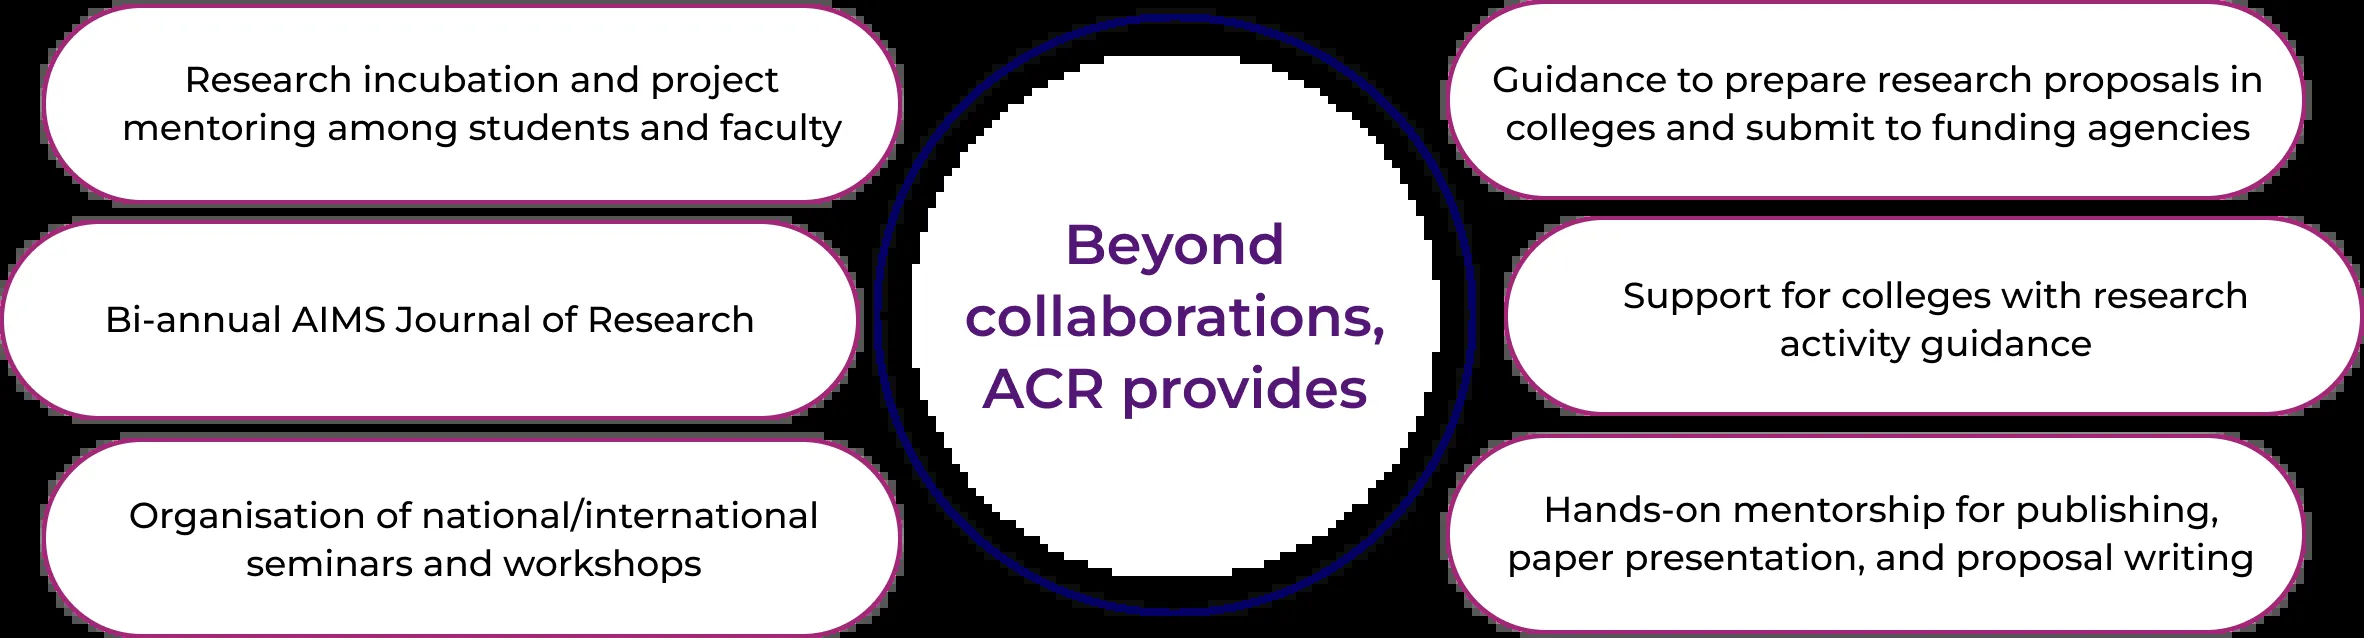 Research incubation and project
mentoring among students and faculty
Bi-annual AIMS Journal of Research
Organisation of national/international
seminars and workshops
Beyond
collaborations,
ACR provides
Guidance to prepare research proposals in
colleges and submit to funding agencies
Support for colleges with research
activity guidance
Hands-on mentorship for publishing,
paper presentation, and proposal writing